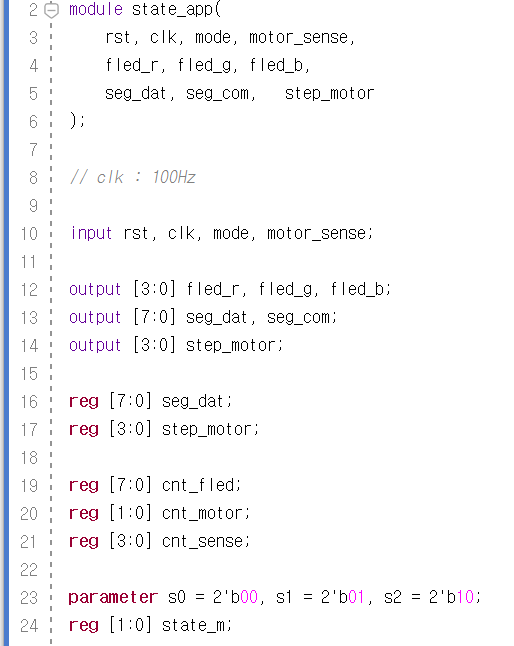 2 module state_app(
3 rst, clk, mode, motor_sense,
4 fled_r, fled_g, fled_b,
5 seg_dat, seg_com, step_motor
6 );
7
8 // clk : 100Hz
9
10 input rst, clk, mode, motor_sense;
11
12 output [3:0] fled_r, fled_g, fled_b;
13 output [7:0] seg_dat, seg_com;
14 output [3:0] step_motor;
15
16 reg [7:0] seg_dat;
17 reg [3:0] step_motor;
18
19 reg [7:0] cnt_fled;
20 reg [1:0] cnt_motor;
21 reg [3:0] cnt_sense;
22
23 parameter s0 = 2'b00, s1 = 2'b01, s2 = 2'b10;
24 reg [1:0] state_m;